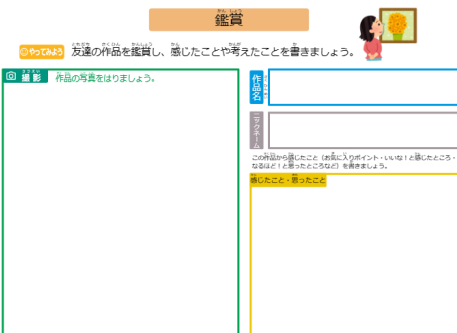 鑑賞
やってみよう 友達の作品を鑑賞し、感じたことや考えたことを書きましょう。
撮影 作品の写真をはりましょう。
作品名
ニックネーム
この作品から感じたこと（お気に入りポイント・いいな！と感じたところ・
なるほど！と思ったところなど）を書きましょう。
感じたこと・思ったこと